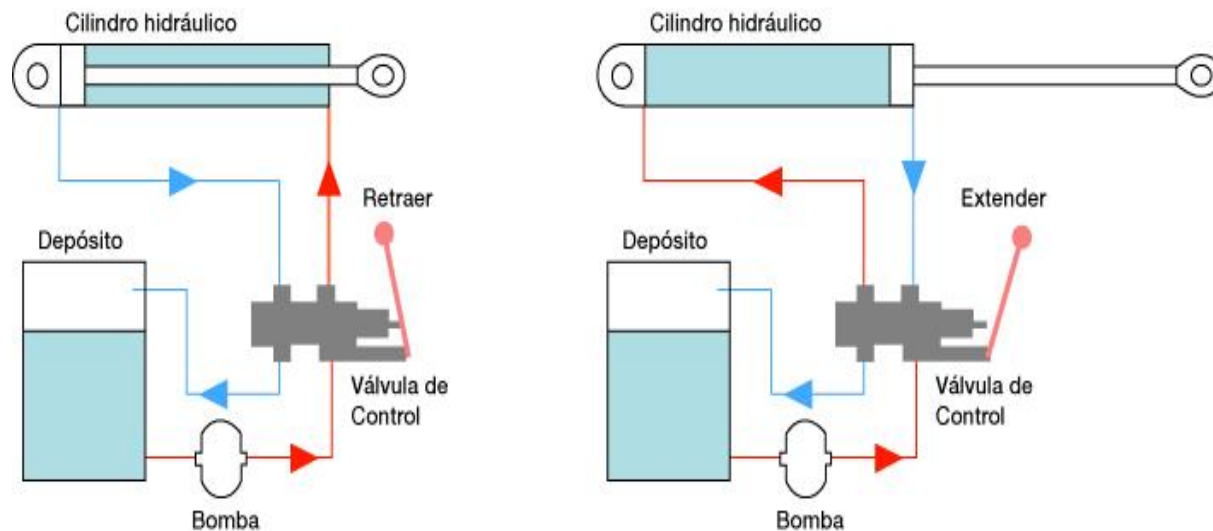 Cilindro hidráulico
Retraer
Depósito
Válvula de
Control
Bomba
Cilindro hidráulico
Extender
Depósito
Válvula de
Control
Bomba